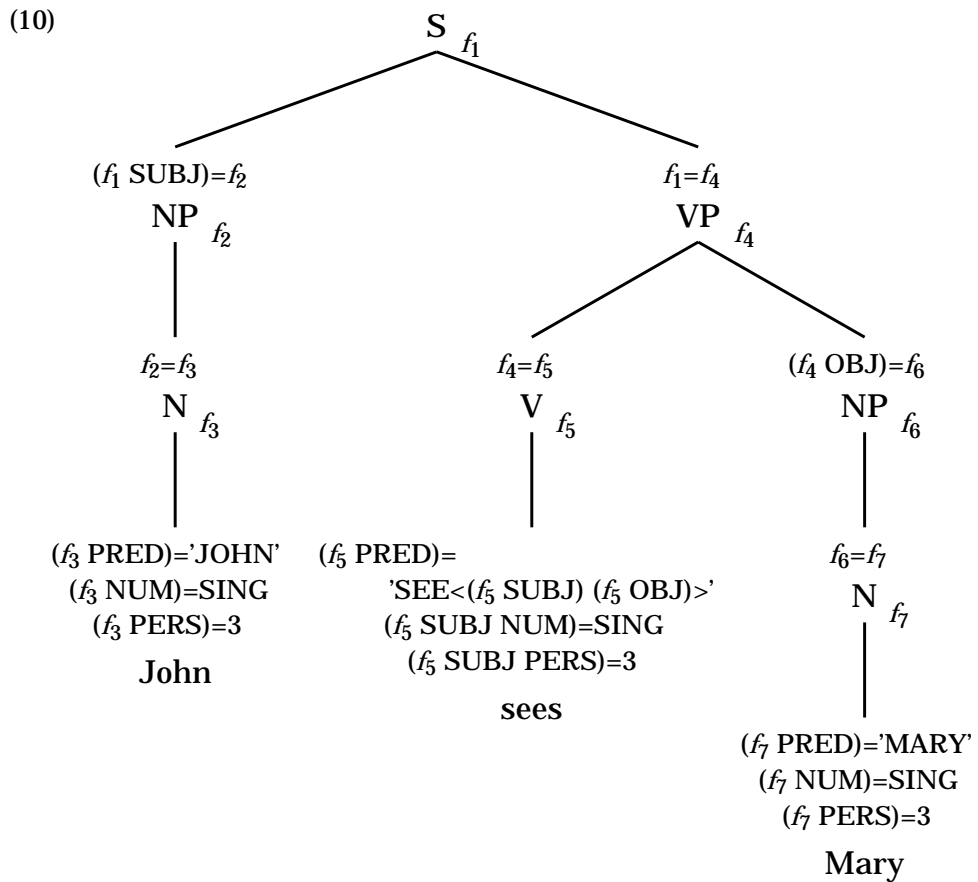 (10)
S f1
(f1 SUBJ)=f2
f1=f4
NP f2
VP f4
f2=f3
f4=f5
(f4 OBJ)=f6
N f3
V f5
NP f6
(f3 PRED)='JOHN'
(f3 NUM)=SING
(f3 PERS)=3
John
(f5 PRED)=
'SEE<(f5 SUBJ) (f5 OBJ)>'
(f5 SUBJ NUM)=SING
(f5 SUBJ PERS)=3
sees
f6=f7
N f7
(f7 PRED)='MARY'
(f7 NUM)=SING
(f7 PERS)=3
Mary